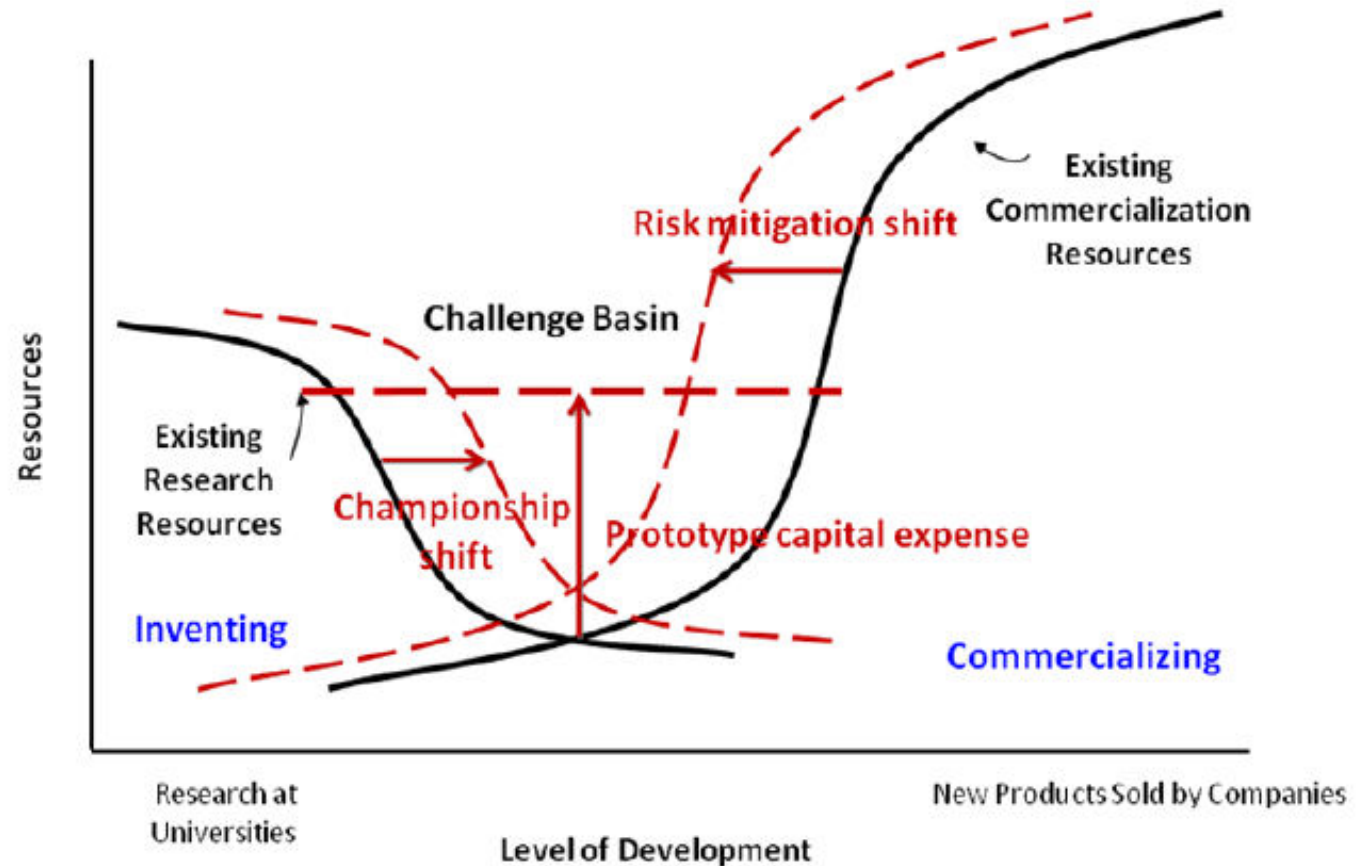 Risk mitigation shift
Existing
Commercialization
Resources
Challenge Basin
Resources
Existing
Research
Resources
Championship
shift
Prototype capital expense
Inventing
Commercializing
Research at
Universities
New Products Sold by Companies
Level of Development